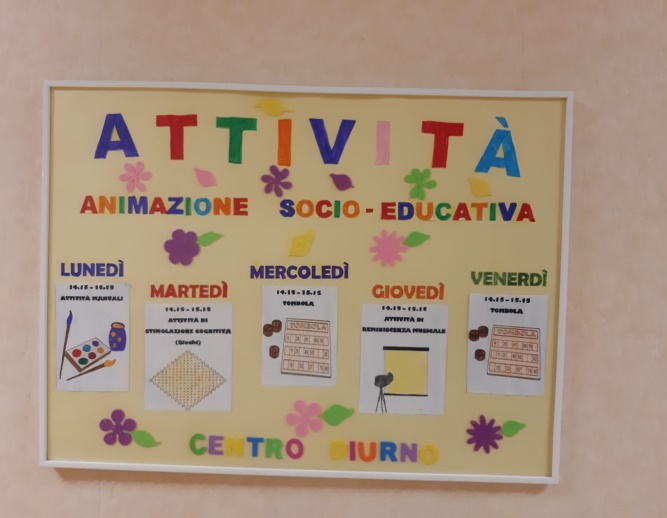 ATTIVITÀ
ANIMAZIONE SOCIO-EDUCATIVA
LUNEDÌ
14.15 - 15.15
ATTIVITÀ MANUALI
MARTEDÌ
14.15 - 15.15
ATTIVITÀ DI
STIMOLAZIONE COGNITIVA
(Giochi)
MERCOLEDÌ
14.15 - 15.15
TOMBOLA
TOMBOLA
GIOVEDÌ
14.15 - 15.15
ATTIVITÀ DI
REMINISCENZA MUSICALE
VENERDÌ
14.15 - 15.15
TOMBOLA
TOMBOLA
CENTRO DIURNO